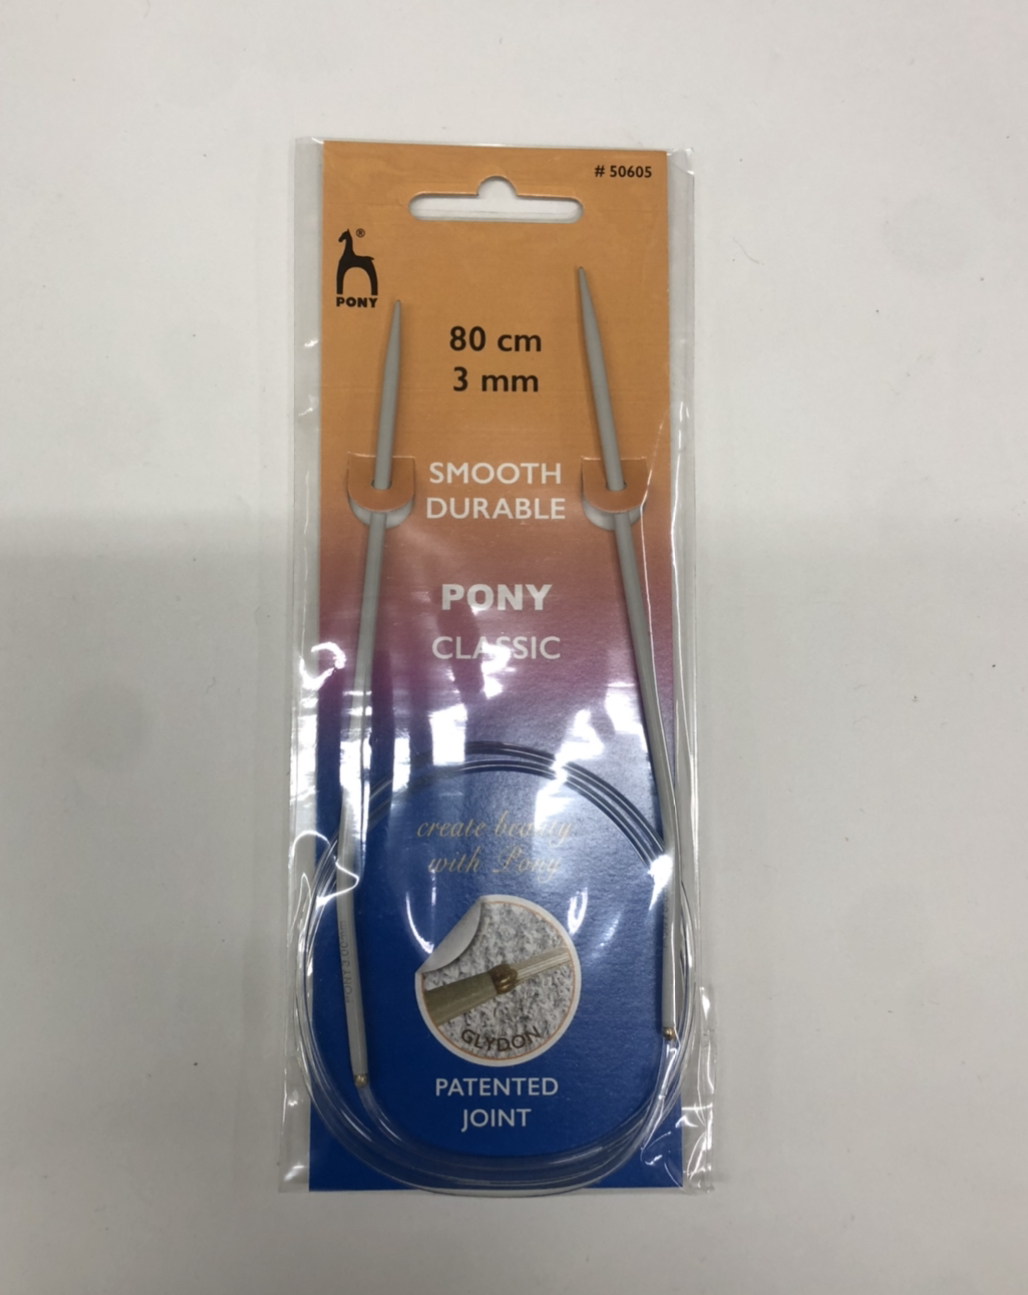 # 50605
®
PONY
80 cm
3 mm
SMOOTH
DURABLE
PONY
CLASSIC
create beauty
with Pony
GLYDON
PATENTED
JOINT